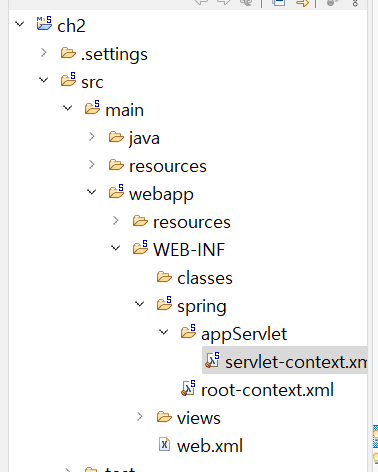 ch2
.settings
src
main
java
resources
webapp
resources
WEB-INF
classes
spring
appServlet
servlet-context.xm
root-context.xml
views
web.xml